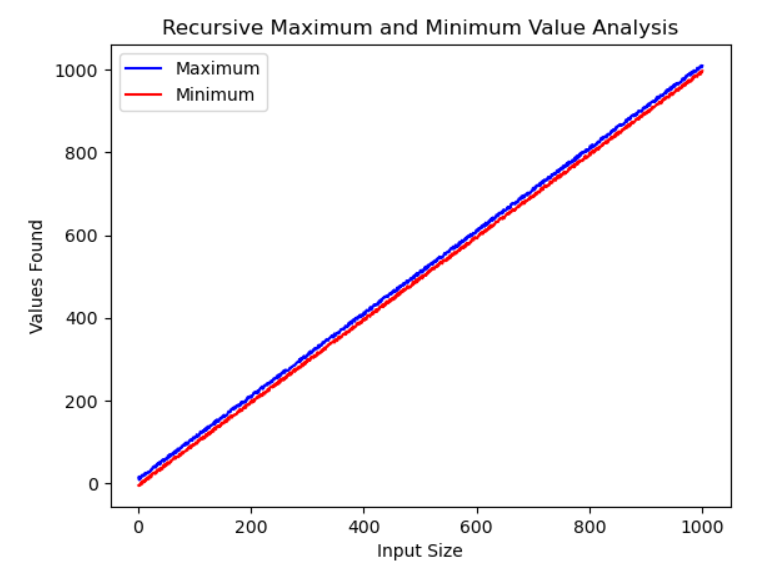 Recursive Maximum and Minimum Value Analysis
Maximum
Minimum
1000
800
600
400
200
0
Values Found
0 200 400 600 800 1000
Input Size